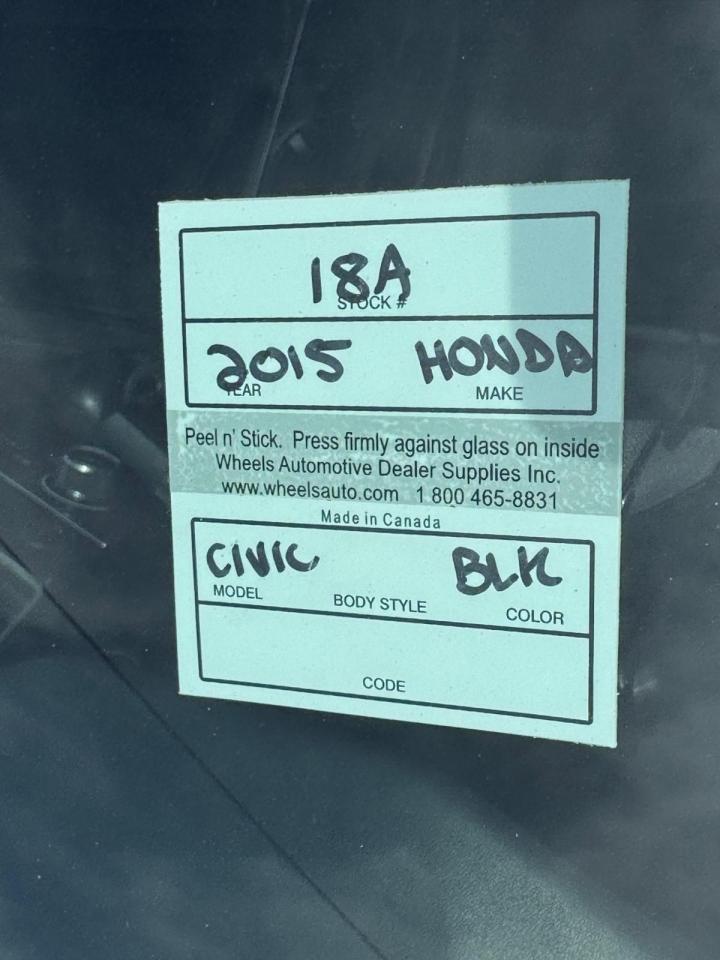 18A
STOCK #
2015 HONDA
YEAR MAKE
Peel n' Stick. Press firmly against glass on inside
Wheels Automotive Dealer Supplies Inc.
www.wheelsauto.com 1 800 465-8831
Made in Canada
CIVIC BLK
MODEL BODY STYLE COLOR
CODE